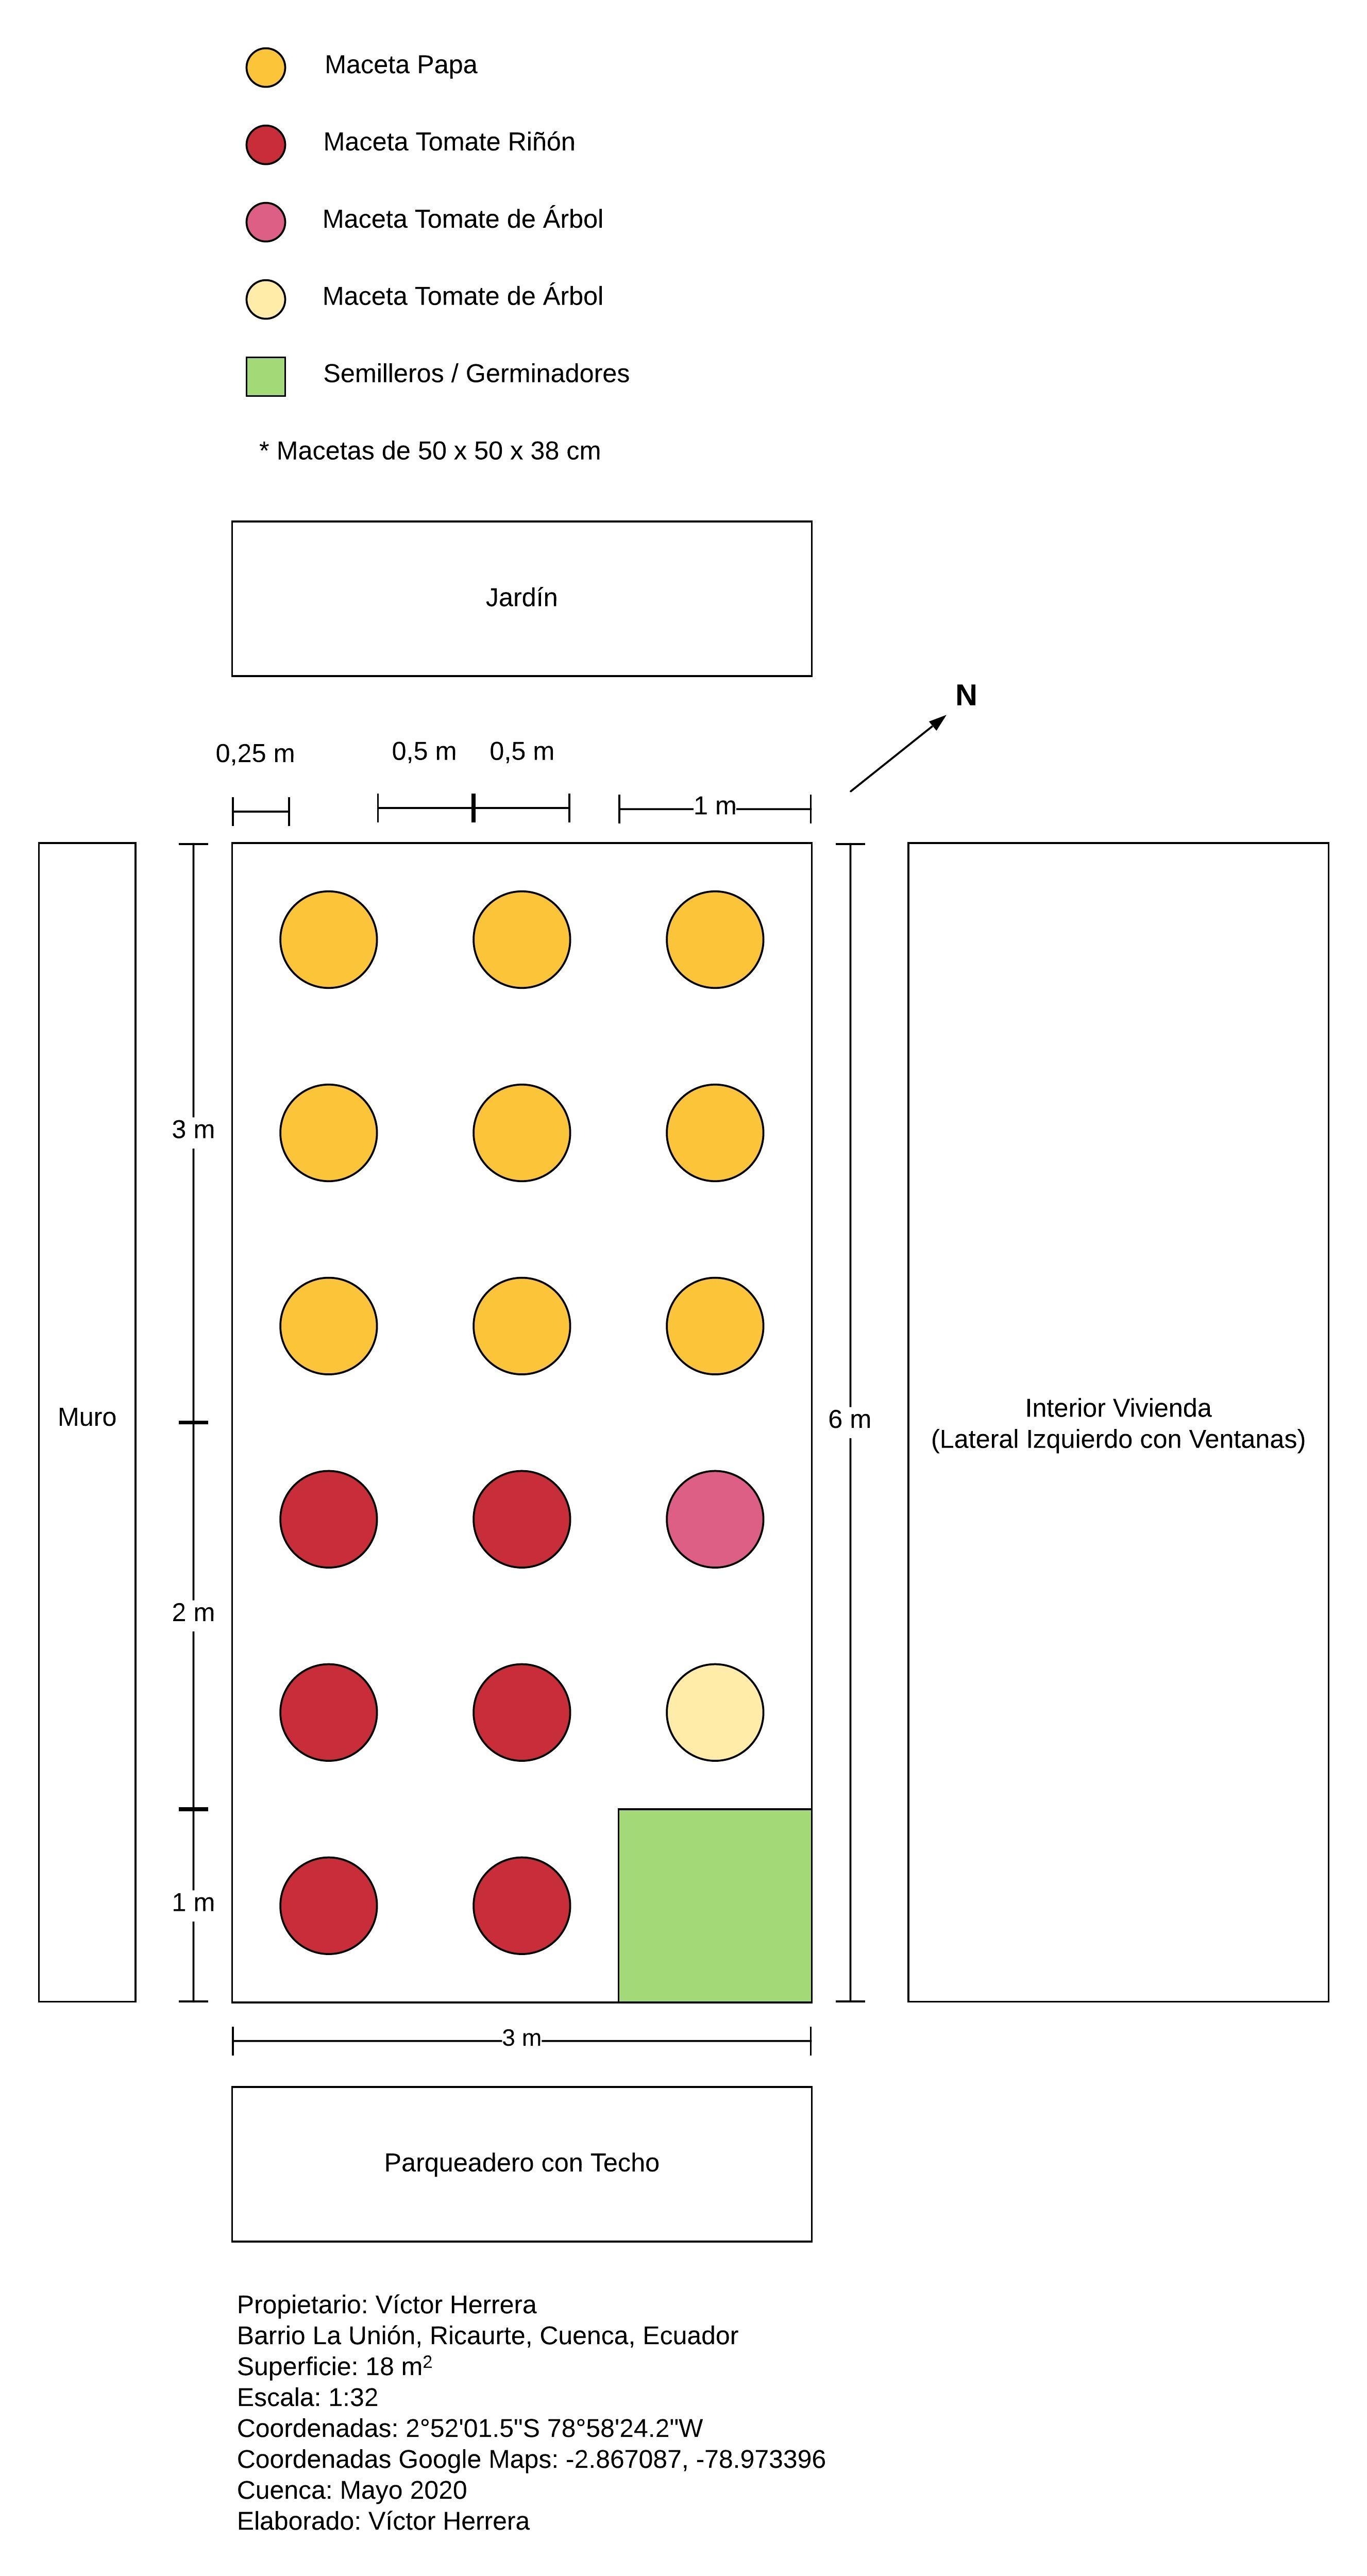 Maceta Papa
Maceta Tomate Riñón
Maceta Tomate de Árbol
Maceta Tomate de Árbol
Semilleros / Germinadores
* Macetas de 50 x 50 x 38 cm
Jardín
N
0,25 m
0,5 m
0,5 m
1 m
3 m
Muro
6 m
Interior Vivienda
(Lateral Izquierdo con Ventanas)
2 m
1 m
3 m
Parqueadero con Techo
Propietario: Víctor Herrera
Barrio La Unión, Ricaurte, Cuenca, Ecuador
Superficie: 18 m²
Escala: 1:32
Coordenadas: 2°52'01.5"S 78°58'24.2"W
Coordenadas Google Maps: -2.867087, -78.973396
Cuenca: Mayo 2020
Elaborado: Víctor Herrera